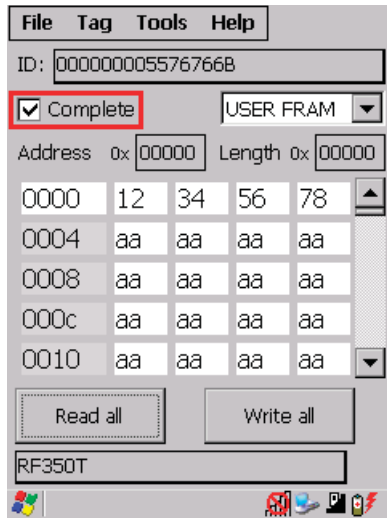 File Tag Tools Help
ID: 000000005576766B
Complete USER FRAM
Address 0x 00000 Length 0x 00000
0000 12 34 56 78
0004 aa aa aa aa
0008 aa aa aa aa
000c aa aa aa aa
0010 aa aa aa aa
Read all Write all
RF350T